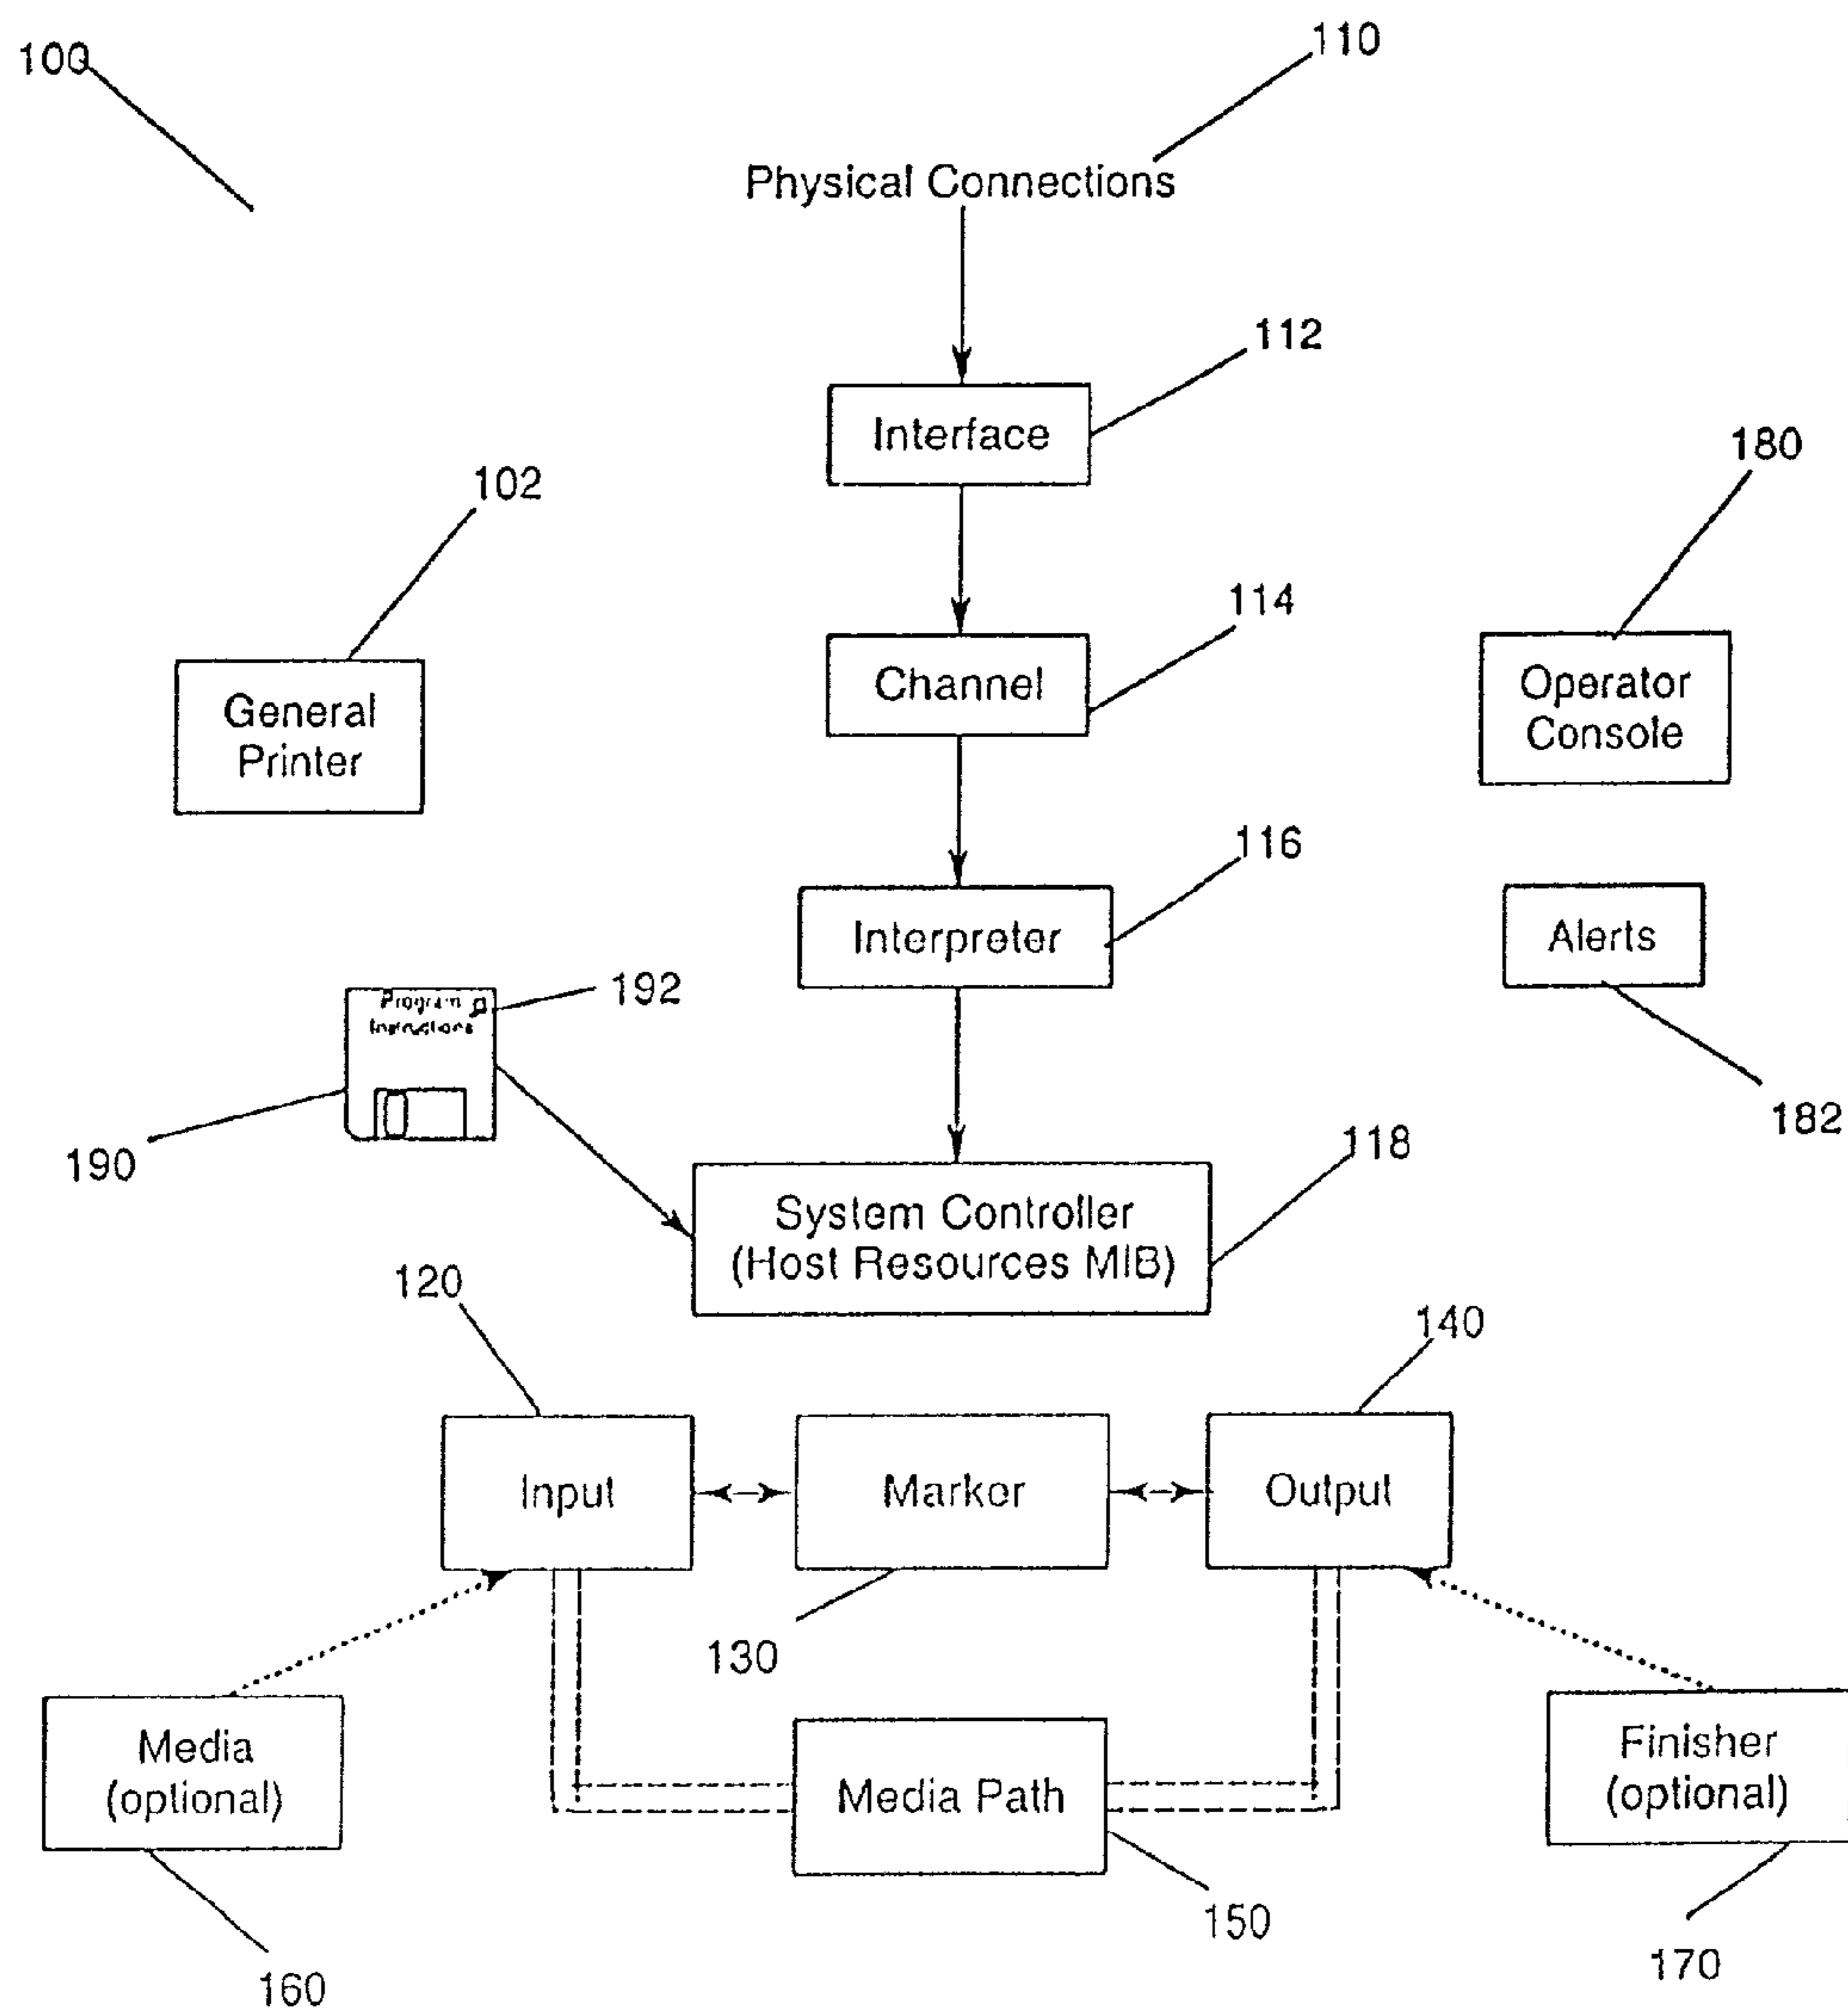 100
110
Physical Connections
112
Interface
102
180
114
General
Printer
Channel
Operator
Console
116
Interpreter
Alerts
192
Program
Instructions
182
190
118
System Controller
(Host Resources MIB)
120
140
Input
Marker
Output
130
Media
(optional)
Media Path
Finisher
(optional)
150
160
170